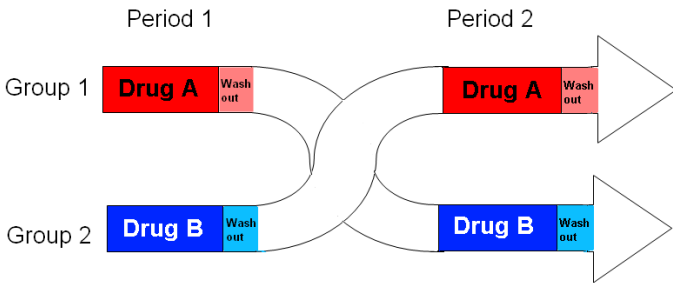 Period 1
Period 2
Group 1
Drug A
Wash
out
Drug A
Wash
out
Group 2
Drug B
Wash
out
Drug B
Wash
out